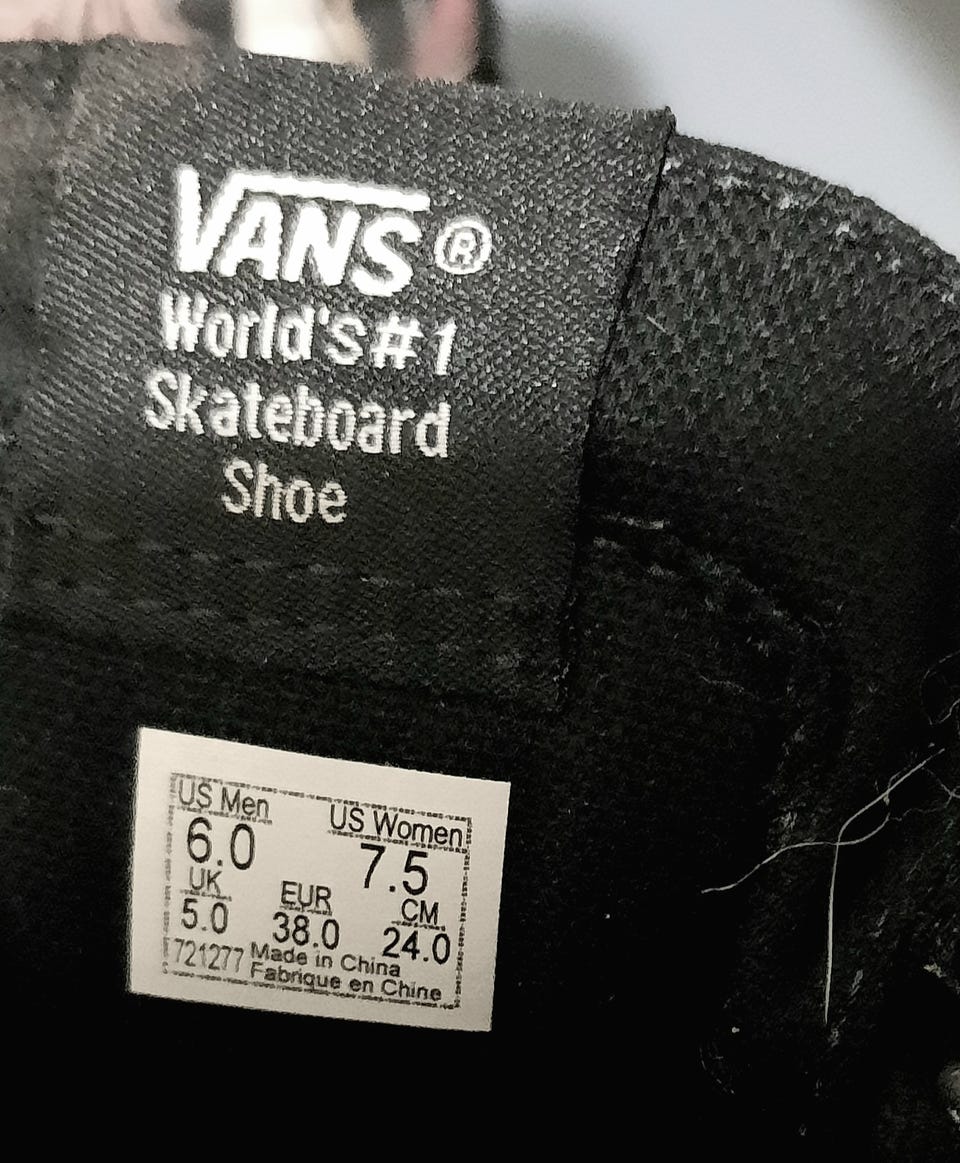 VANS®
World's #1
Skateboard
Shoe
US Men US Women
6.0 7.5
UK EUR CM
5.0 38.0 24.0
721277 Made in China
Fabrique en Chine